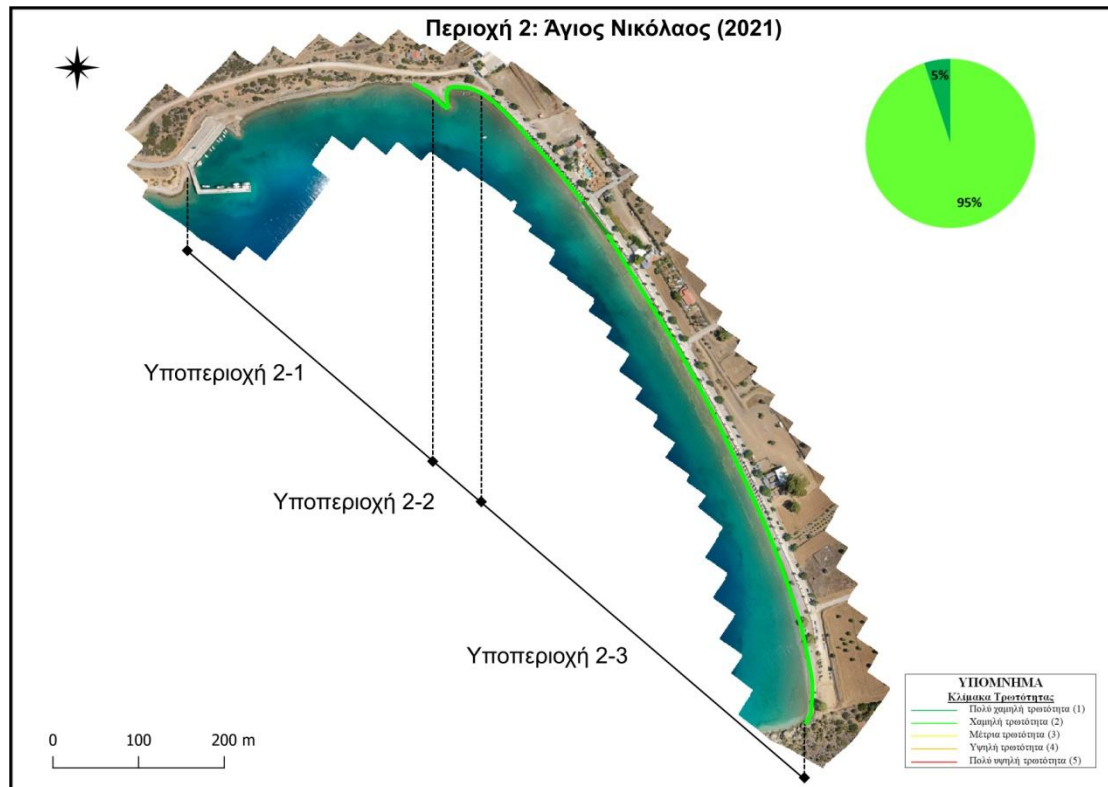 Περιοχή 2: Άγιος Νικόλαος (2021)
5%
95%
Υποπεριοχή 2-1
Υποπεριοχή 2-2
Υποπεριοχή 2-3
0 100 200 m
ΥΠΟΜΝΗΜΑ
Κλίμακα Τρωτότητας
Πολύ χαμηλή τρωτότητα (1)
Χαμηλή τρωτότητα (2)
Μέτρια τρωτότητα (3)
Υψηλή τρωτότητα (4)
Πολύ υψηλή τρωτότητα (5)